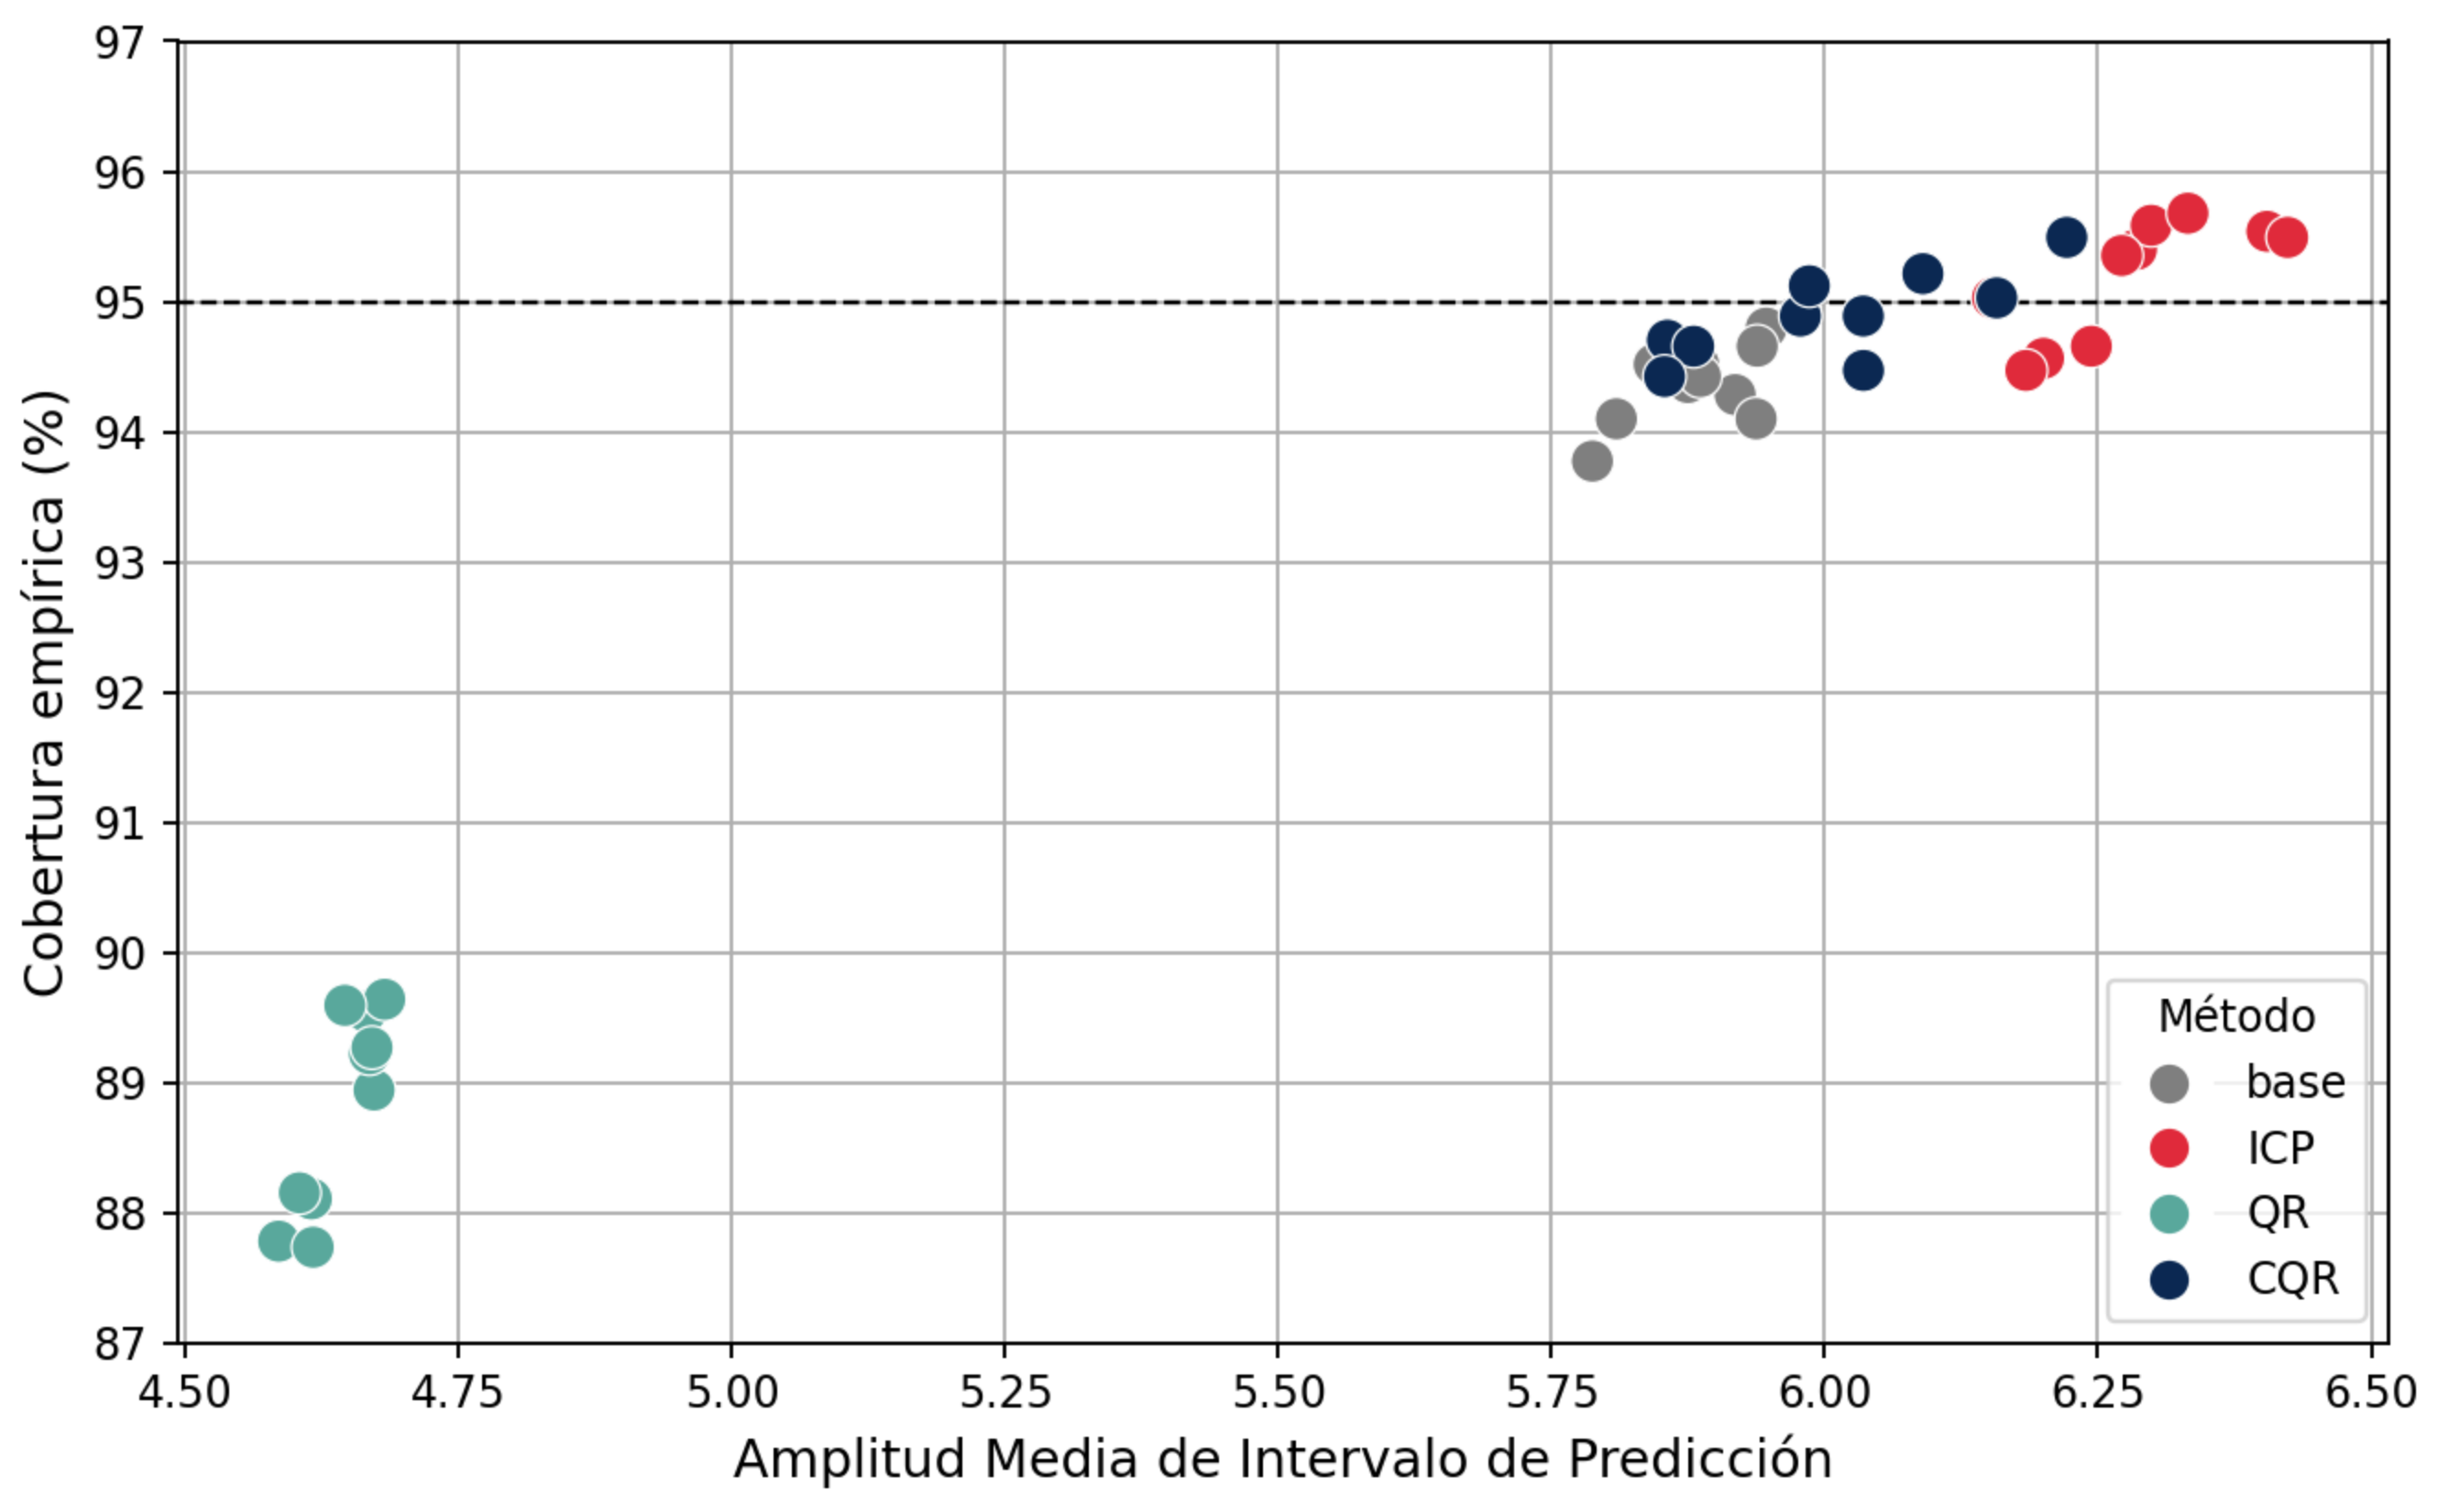 97
96
95
94
93
92
91
90
89
88
87
Cobertura empírica (%)
4.50 4.75 5.00 5.25 5.50 5.75 6.00 6.25 6.50
Amplitud Media de Intervalo de Predicción
Método
base
ICP
QR
CQR